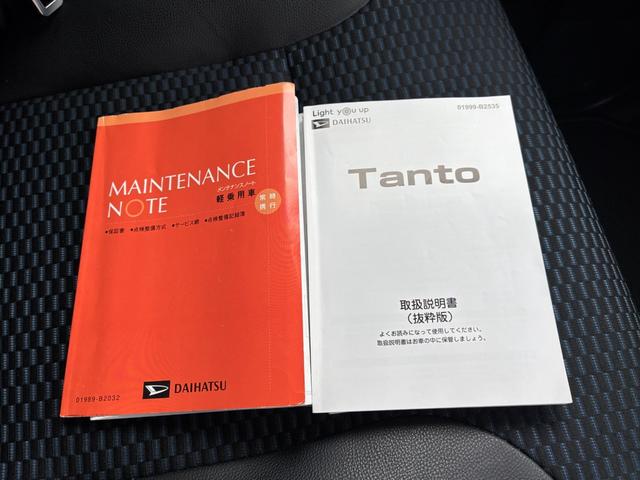 MAINTENANCE
NOTE
メンテナンスノート
軽乗用車
常時
携行
●保証書 ●点検整備方式 ●サービス網 ●点検整備記録簿
DAIHATSU
01989-B2032
Light you up
01999-B2535
DAIHATSU
Tanto
取扱説明書
（抜粋版）
よくお読みになって使用してください。
取扱説明書はお車の中に保管しましょう。